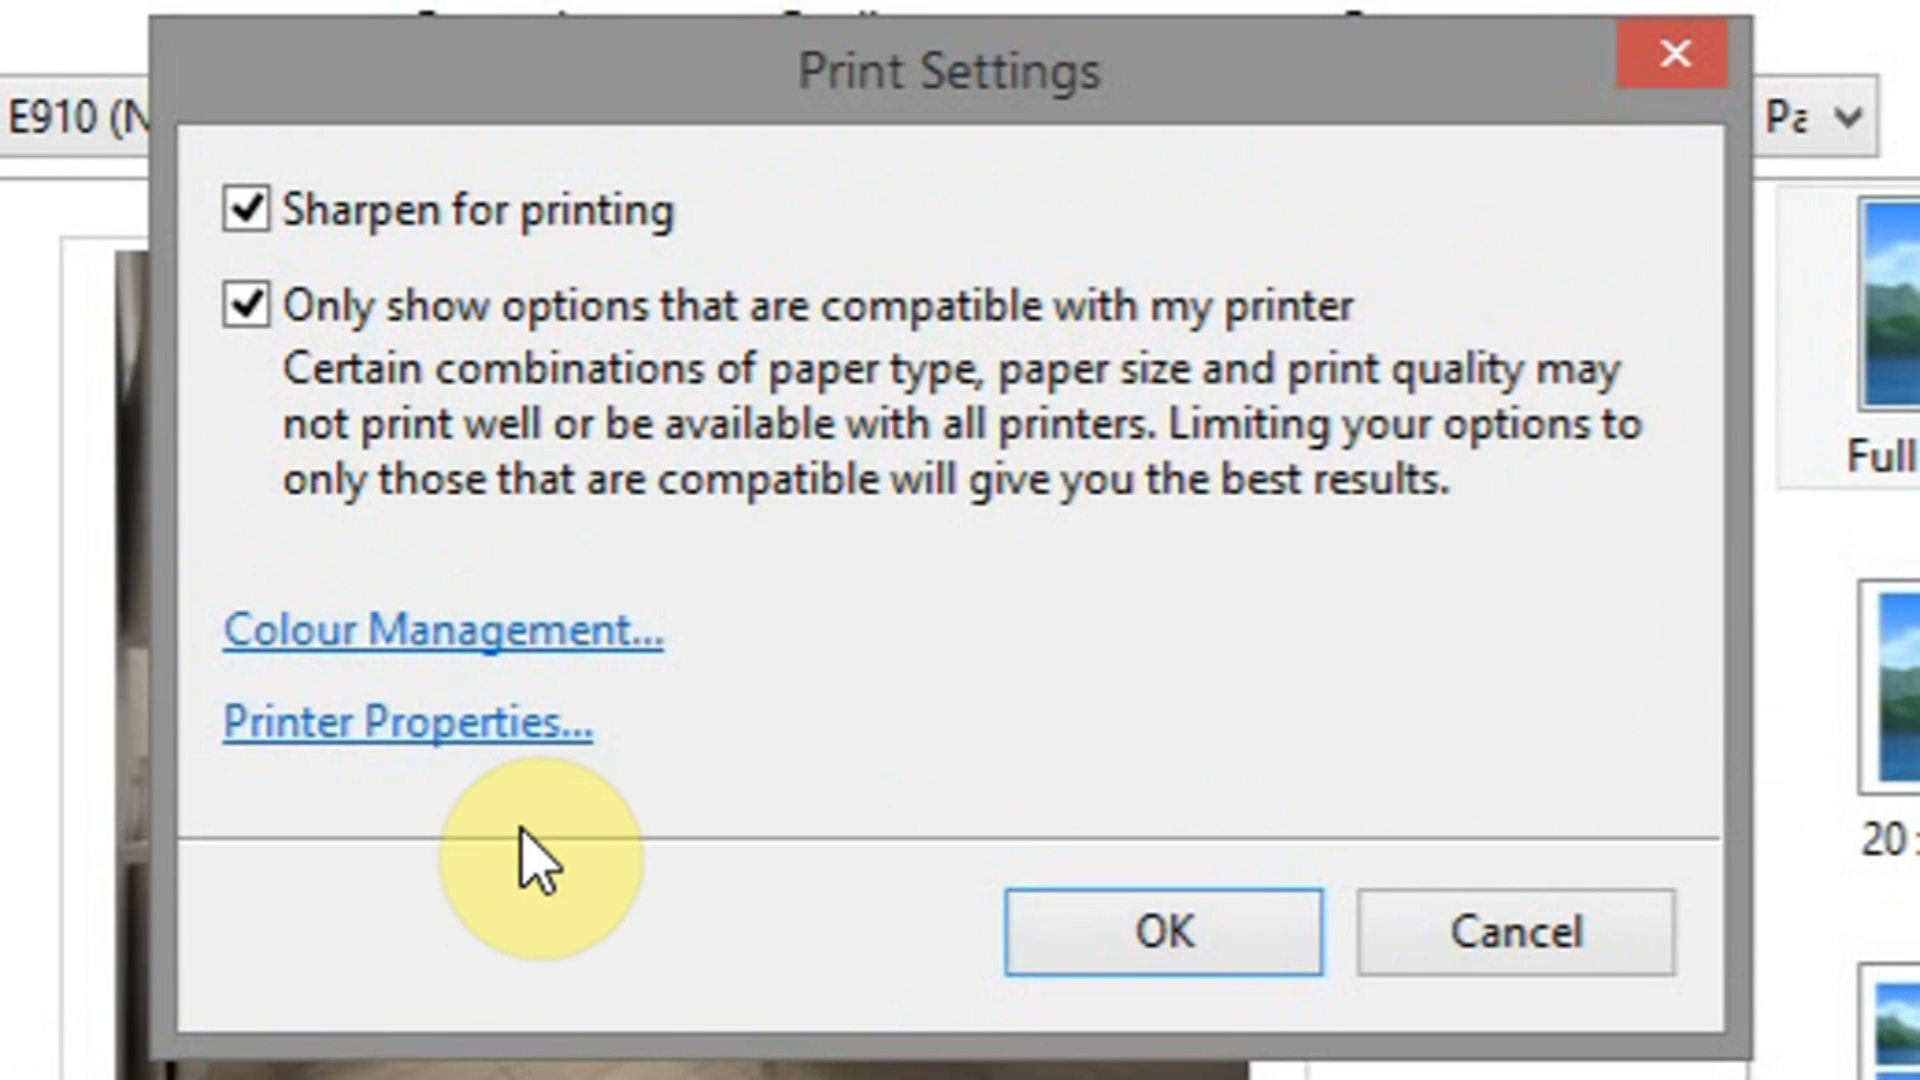 Print Settings
E910 (N
Sharpen for printing
Only show options that are compatible with my printer
Certain combinations of paper type, paper size and print quality may
not print well or be available with all printers. Limiting your options to
only those that are compatible will give you the best results.
Full
Colour Management...
Printer Properties...
20
OK
Cancel